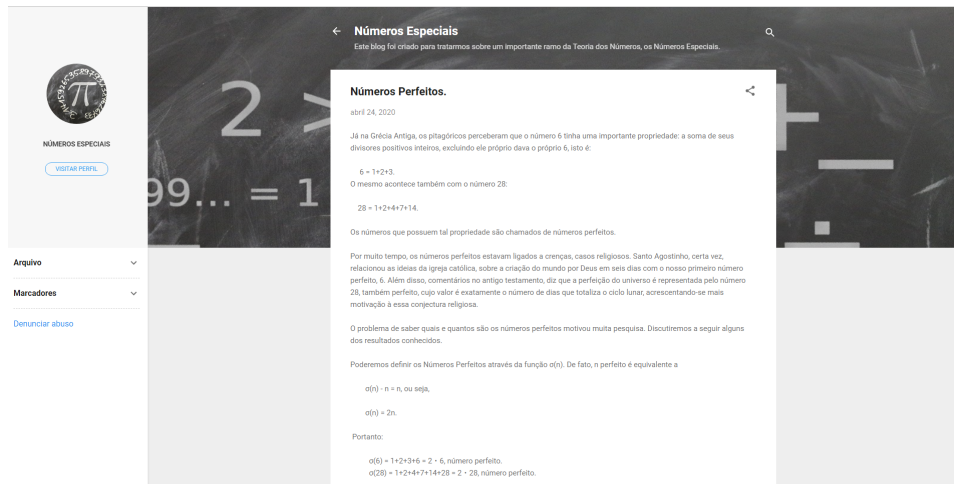 Números Especiais
Este blog foi criado para tratarmos sobre um importante ramo da Teoria dos Números, os Números Especiais.
π
NÚMEROS ESPECIAIS
VISITAR PERFIL
Arquivo
Marcadores
Denunciar abuso
2 >
99... = 1
Números Perfeitos.
abril 24, 2020
Já na Grécia Antiga, os pitagóricos perceberam que o número 6 tinha uma importante propriedade: a soma de seus
divisores positivos inteiros, excluindo ele próprio dava o próprio 6, isto é:
6 = 1+2+3.
O mesmo acontece também com o número 28:
28 = 1+2+4+7+14.
Os números que possuem tal propriedade são chamados de números perfeitos.
Por muito tempo, os números perfeitos estavam ligados a crenças, casos religiosos. Santo Agostinho, certa vez,
relacionou as ideias da igreja católica, sobre a criação do mundo por Deus em seis dias com o nosso primeiro número
perfeito, 6. Além disso, comentários no antigo testamento, diz que a perfeição do universo é representada pelo número
28, também perfeito, cujo valor é exatamente o número de dias que totaliza o ciclo lunar, acrescentando-se mais
motivação à essa conjectura religiosa.
O problema de saber quais e quantos são os números perfeitos motivou muita pesquisa. Discutiremos a seguir alguns
dos resultados conhecidos.
Poderemos definir os Números Perfeitos através da função σ(n). De fato, n perfeito é equivalente a
σ(n) - n = n, ou seja,
σ(n) = 2n.
Portanto:
σ(6) = 1+2+3+6 = 2 · 6, número perfeito.
σ(28) = 1+2+4+7+14+28 = 2 · 28, número perfeito.